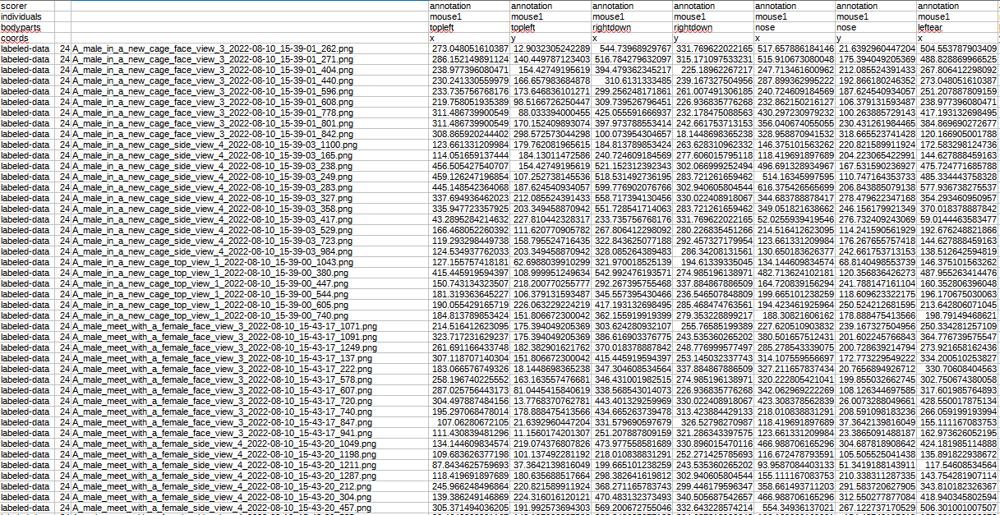 scorer annotation annotation annotation annotation annotation annotation annotation
individuals mouse1 mouse1 mouse1 mouse1 mouse1 mouse1 mouse1
bodyparts topleft topleft rightdown rightdown nose nose leftear
coords x y x y x y x
labeled-data 24 A_male_in_a_new_cage_face_view_3_2022-08-10_15-39-01_262.png 273.048051610387 12.9032305242289 544.73968929767 331.769622022165 517.657886184146 21.6392960447204 504.553787903409
labeled-data 24 A_male_in_a_new_cage_face_view_3_2022-08-10_15-39-01_271.png 286.152149891124 140.449787123403 516.784279632097 315.171097533231 515.910673080048 175.394049205369 488.828869966525
labeled-data 24 A_male_in_a_new_cage_face_view_3_2022-08-10_15-39-01_404.png 238.977396080471 154.42749195619 394.479362345217 225.18962267217 247.713461600962 212.085524391433 267.806412298092
labeled-data 24 A_male_in_a_new_cage_face_view_3_2022-08-10_15-39-01_440.png 230.241330559979 166.657983684878 310.6131333485 239.167327504956 287.899362995222 192.866180246352 273.048051610387
labeled-data 24 A_male_in_a_new_cage_face_view_3_2022-08-10_15-39-01_596.png 233.735756768176 173.646836101271 299.256248171861 261.007491306185 240.724609184569 187.624540934057 251.207887809159
labeled-data 24 A_male_in_a_new_cage_face_view_3_2022-08-10_15-39-01_608.png 219.758051935389 98.5166726250447 309.739526796451 226.936835776268 232.862150216127 106.379131593487 238.977396080471
labeled-data 24 A_male_in_a_new_cage_face_view_3_2022-08-10_15-39-01_778.png 311.486739900549 88.033394000455 425.055591666937 232.178475088563 430.297230979232 100.263885729143 417.193132698495
labeled-data 24 A_male_in_a_new_cage_face_view_3_2022-08-10_15-39-01_801.png 311.486739900549 170.152409893074 397.973788553414 242.661753713153 356.040674055055 230.431261984465 384.869690272677
labeled-data 24 A_male_in_a_new_cage_face_view_3_2022-08-10_15-39-01_842.png 308.865920244402 298.572573044298 100.073954304657 18.1448698365238 328.958870941532 318.665523741428 120.166905001788
labeled-data 24 A_male_in_a_new_cage_side_view_4_2022-08-10_15-39-03_1100.png 123.661331209984 179.762081965615 184.813789853424 263.628310962332 146.375101563262 220.821589911924 172.583298124736
labeled-data 24 A_male_in_a_new_cage_side_view_4_2022-08-10_15-39-03_165.png 114.051659137444 184.13011472586 240.724609184569 277.606015795118 118.419691897689 204.223065422991 144.627888459163
labeled-data 24 A_male_in_a_new_cage_side_view_4_2022-08-10_15-39-03_238.png 456.505427540707 154.42749195619 521.152312392343 302.066999252494 496.691328934967 167.531590236927 475.724771685788
labeled-data 24 A_male_in_a_new_cage_side_view_4_2022-08-10_15-39-03_249.png 459.126247196854 107.252738145536 518.531492736195 283.721261659462 514.16345997595 110.747164353733 485.334443758328
labeled-data 24 A_male_in_a_new_cage_side_view_4_2022-08-10_15-39-03_283.png 445.148542364068 187.624540934057 599.776902076766 302.940605804544 616.375426565699 206.843885079138 577.936738275537
labeled-data 24 A_male_in_a_new_cage_side_view_4_2022-08-10_15-39-03_327.png 337.694936462023 212.085524391433 558.717394130456 330.022408918067 344.683788878417 278.479622347168 354.293460950957
labeled-data 24 A_male_in_a_new_cage_side_view_4_2022-08-10_15-39-03_358.png 335.947723357925 203.349458870942 551.728541714063 283.721261659462 349.051821638662 246.156179921349 370.018378887842
labeled-data 24 A_male_in_a_new_cage_side_view_4_2022-08-10_15-39-03_417.png 43.2895284214632 227.810442328317 233.735756768176 331.769622022165 52.0255939419546 276.732409243069 59.0144463583477
labeled-data 24 A_male_in_a_new_cage_side_view_4_2022-08-10_15-39-03_529.png 166.468052260392 111.620770905782 267.806412298092 280.226835451266 214.516412623095 114.241590561929 192.676248821866
labeled-data 24 A_male_in_a_new_cage_side_view_4_2022-08-10_15-39-03_723.png 119.293298449738 158.795524716435 322.843625077188 292.457327179954 123.661331209984 176.267655757418 144.627888459163
labeled-data 24 A_male_in_a_new_cage_side_view_4_2022-08-10_15-39-03_984.png 124.534937762033 203.349458870942 328.085264389483 286.34208131561 130.650183626377 242.661753713153 138.512642594819
labeled-data 24 A_male_in_a_new_cage_top_view_1_2022-08-10_15-39-00_1043.png 127.155757418181 62.6988039910299 321.970018525139 194.61339335045 134.144609834574 68.8140498553739 146.375101563262
labeled-data 24 A_male_in_a_new_cage_top_view_1_2022-08-10_15-39-00_380.png 415.445919594397 108.999951249634 542.992476193571 274.985196138971 482.713624102181 120.356836426273 487.955263414476
labeled-data 24 A_male_in_a_new_cage_top_view_1_2022-08-10_15-39-00_447.png 150.743134323507 218.200770255777 292.267395755468 337.884867886509 164.720839156294 241.788147161104 160.352806396048
labeled-data 24 A_male_in_a_new_cage_top_view_1_2022-08-10_15-39-00_544.png 181.319363645227 106.379131593487 345.557395430466 236.546507848809 199.665101238259 118.609623322175 196.170675030063
labeled-data 24 A_male_in_a_new_cage_top_view_1_2022-08-10_15-39-00_605.png 190.055429165719 226.063229224219 417.193132698495 285.468474763561 194.423461925964 250.524212681595 213.642806071045
labeled-data 24 A_male_in_a_new_cage_top_view_1_2022-08-10_15-39-00_740.png 184.813789853424 151.806672300042 362.155919919399 279.353228899217 188.30821606162 178.888475413566 198.79149468621
labeled-data 24 A_male_meet_with_a_female_face_view_3_2022-08-10_15-43-17_1071.png 214.516412623095 175.394049205369 303.624280932107 255.76585199389 227.620510903832 239.167327504956 250.334281257109
labeled-data 24 A_male_meet_with_a_female_face_view_3_2022-08-10_15-43-17_1091.png 323.717231629237 175.394049205369 386.616903376775 243.535360265202 380.501657512431 201.602245766843 364.776739575547
labeled-data 24 A_male_meet_with_a_female_face_view_3_2022-08-10_15-43-17_1249.png 261.691166433748 182.382901621762 370.018378887842 248.776999577497 285.278543339075 200.728639214794 273.921658162436
labeled-data 24 A_male_meet_with_a_female_face_view_3_2022-08-10_15-43-17_137.png 307.118707140304 151.806672300042 415.445919594397 253.145032337743 314.107559556697 172.773229549222 334.200510253827
labeled-data 24 A_male_meet_with_a_female_face_view_3_2022-08-10_15-43-17_222.png 183.066576749326 18.1448698365238 347.304608534564 337.884867886509 327.211657837434 20.7656894926712 330.70608404563
labeled-data 24 A_male_meet_with_a_female_face_view_3_2022-08-10_15-43-17_578.png 258.196740225552 163.163557476681 346.431001982515 274.985196138971 320.222805421041 199.855032662745 302.750674380058
labeled-data 24 A_male_meet_with_a_female_face_view_3_2022-08-10_15-43-17_607.png 287.025756443173 81.0445415840619 338.568543014073 226.936835776268 342.062969222269 108.126344697585 317.601985764893
labeled-data 24 A_male_meet_with_a_female_face_view_3_2022-08-10_15-43-17_720.png 304.497887484156 13.7768370762781 443.401329259969 330.022408918067 423.308378562839 26.0073288049661 428.550017875134
labeled-data 24 A_male_meet_with_a_female_face_view_3_2022-08-10_15-43-17_740.png 195.297068478014 178.888475413566 434.665263739478 313.423884429133 218.010838831291 208.591098183236 266.059199193994
labeled-data 24 A_male_meet_with_a_female_face_view_3_2022-08-10_15-43-17_847.png 107.06280672105 21.6392960447204 331.579690597679 326.52798270987 118.419691897689 37.3642139816049 155.111167083753
labeled-data 24 A_male_meet_with_a_female_face_view_3_2022-08-10_15-43-17_941.png 111.430839481296 11.1560174201307 251.207887809159 321.286343397575 123.661331209984 23.3865091488187 162.973626052195
labeled-data 24 A_male_meet_with_a_female_side_view_4_2022-08-10_15-43-20_1049.png 134.144609834574 219.074376807826 473.977558581689 330.896015470116 466.988706165296 304.687818908642 424.181985114888
labeled-data 24 A_male_meet_with_a_female_side_view_4_2022-08-10_15-43-20_1198.png 109.683626377198 101.137492281192 218.010838831291 252.271425785693 116.672478793591 105.505525041438 135.891822938672
labeled-data 24 A_male_meet_with_a_female_side_view_4_2022-08-10_15-43-20_1211.png 87.8434625759693 37.3642139816049 199.665101238259 243.535360265202 93.9587084403133 51.3419188143911 117.54608534564
labeled-data 24 A_male_meet_with_a_female_side_view_4_2022-08-10_15-43-20_1287.png 118.419691897689 180.635688517664 298.382641619812 302.940605804544 155.111167083753 210.338311287335 143.754281907114
labeled-data 24 A_male_meet_with_a_female_side_view_4_2022-08-10_15-43-20_212.png 245.966248496864 220.821589911924 368.271165783743 299.446179596347 358.661493711203 291.583720627905 343.810182326367
labeled-data 24 A_male_meet_with_a_female_side_view_4_2022-08-10_15-43-20_304.png 139.386249146869 224.316016120121 470.483132373493 340.505687542657 466.988706165296 312.550277877084 418.940345802594
labeled-data 24 A_male_meet_with_a_female_side_view_4_2022-08-10_15-43-20_457.png 305.371494036205 191.992573694303 569.200672755046 332.643228574214 554.34936137021 267.122737170529 506.301001007507